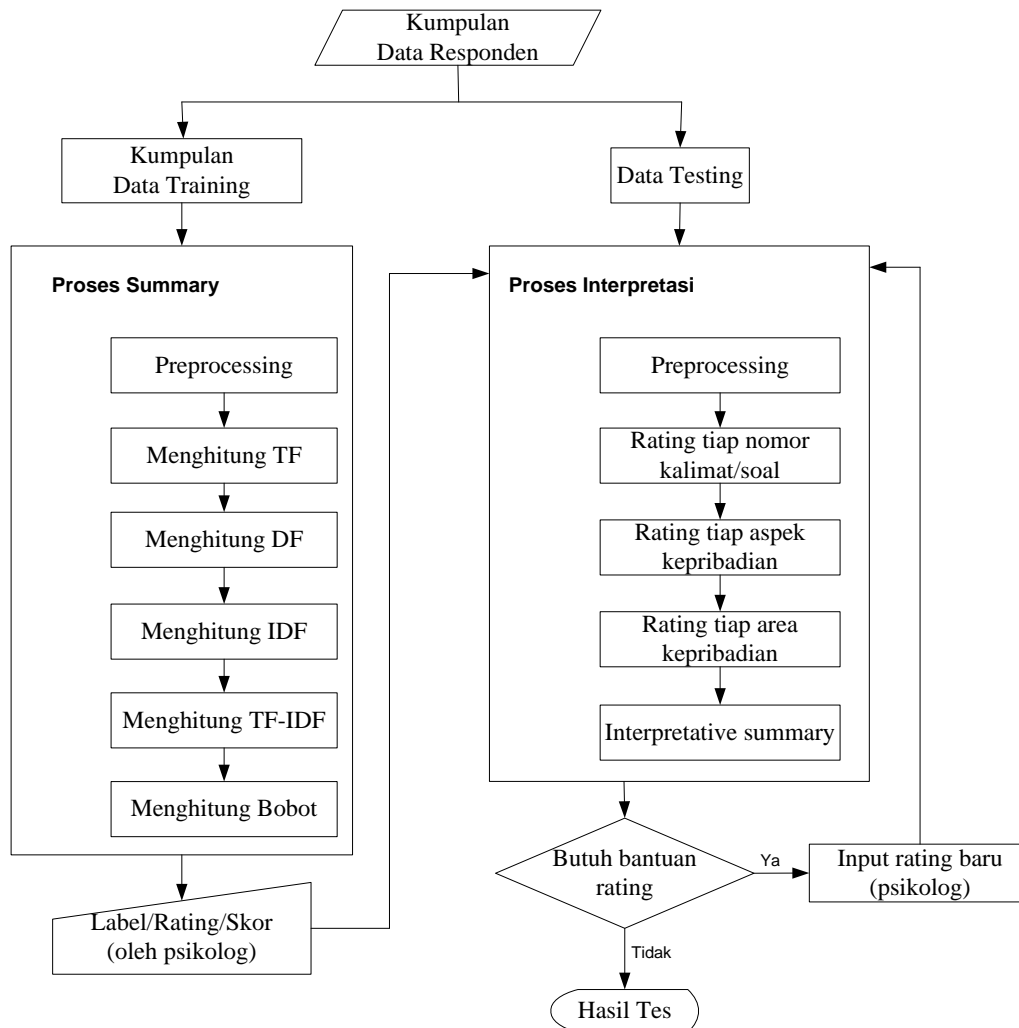 Kumpulan
Data Responden
Kumpulan
Data Training
Data Testing
Proses Summary
Preprocessing
Menghitung TF
Menghitung DF
Menghitung IDF
Menghitung TF-IDF
Menghitung Bobot
Label/Rating/Skor
(oleh psikolog)
Proses Interpretasi
Preprocessing
Rating tiap nomor
kalimat/soal
Rating tiap aspek
kepribadian
Rating tiap area
kepribadian
Interpretative summary
Butuh bantuan
rating
Ya
Input rating baru
(psikolog)
Tidak
Hasil Tes